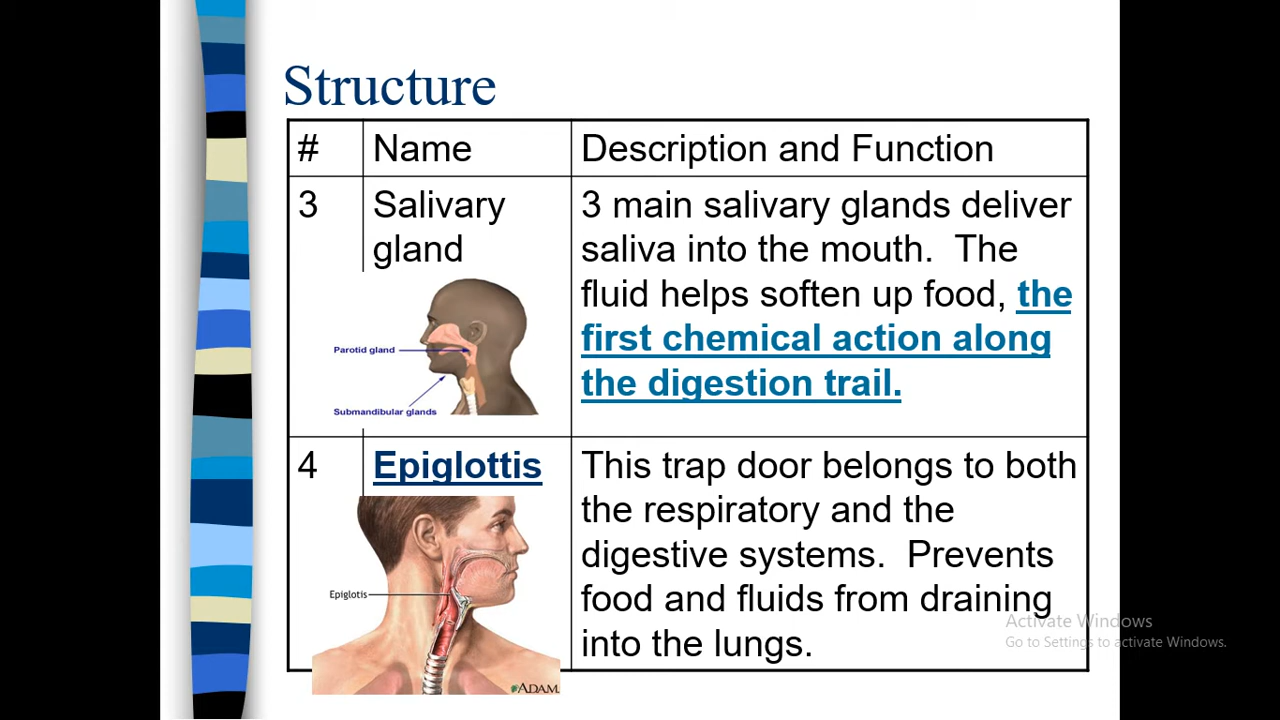 Structure
# Name Description and Function
3 Salivary gland
3 main salivary glands deliver
saliva into the mouth. The
fluid helps soften up food, the
first chemical action along
the digestion trail.
Parotid gland
Submandibular glands
4 Epiglottis
This trap door belongs to both
the respiratory and the
digestive systems. Prevents
food and fluids from draining
into the lungs.
Epiglotis
ADAM.
Activate Windows
Go to Settings to activate Windows.